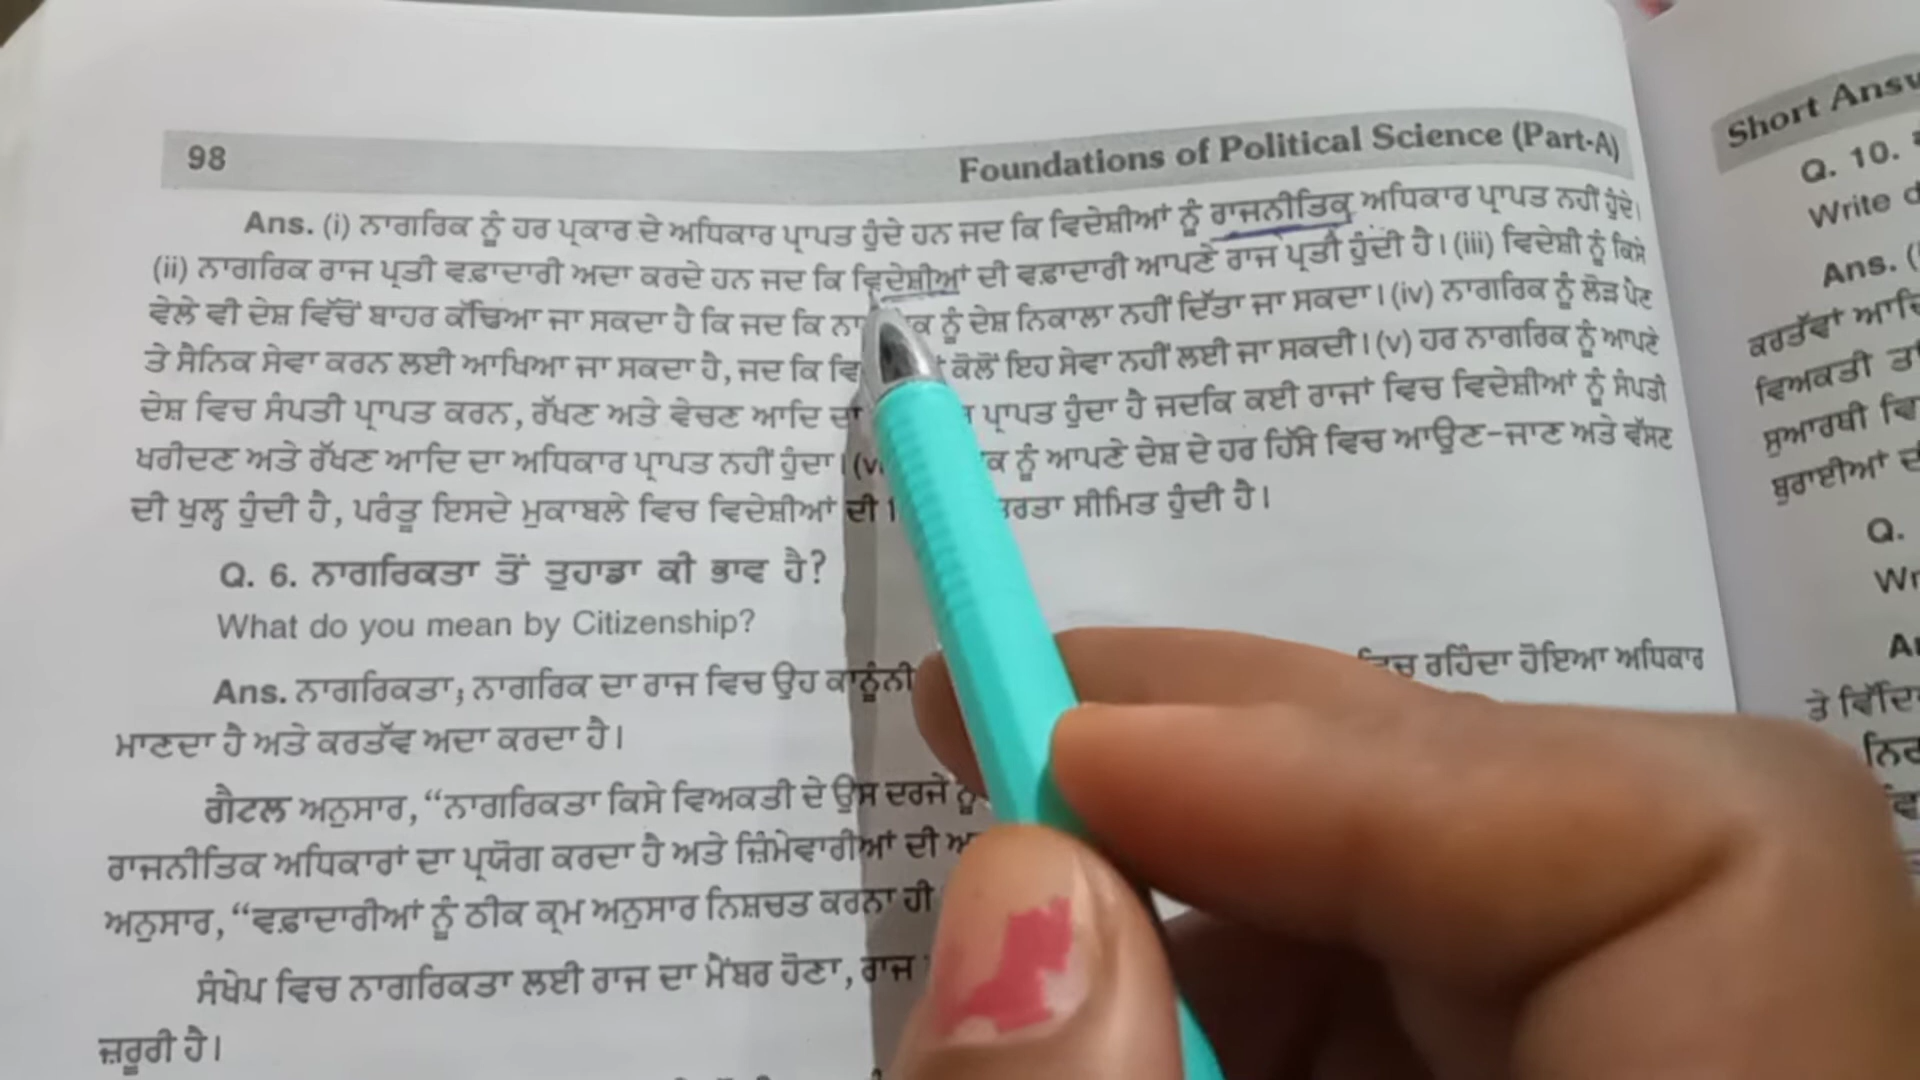 98
Foundations of Political Science (Part-A)
Ans. (i) ਨਾਗਰਿਕ ਨੂੰ ਹਰ ਪ੍ਰਕਾਰ ਦੇ ਅਧਿਕਾਰ ਪ੍ਰਾਪਤ ਹੁੰਦੇ ਹਨ ਜਦ ਕਿ ਵਿਦੇਸ਼ੀਆਂ ਨੂੰ ਰਾਜਨੀਤਿਕ ਅਧਿਕਾਰ ਪ੍ਰਾਪਤ ਨਹੀਂ ਹੁੰਦੇ।
(ii) ਨਾਗਰਿਕ ਰਾਜ ਪ੍ਰਤੀ ਵਫ਼ਾਦਾਰੀ ਅਦਾ ਕਰਦੇ ਹਨ ਜਦ ਕਿ ਵਿਦੇਸ਼ੀਆਂ ਦੀ ਵਫ਼ਾਦਾਰੀ ਆਪਣੇ ਰਾਜ ਪ੍ਰਤੀ ਹੁੰਦੀ ਹੈ। (iii) ਵਿਦੇਸ਼ੀ ਨੂੰ ਕਿਸੇ
ਵੇਲੇ ਵੀ ਦੇਸ਼ ਵਿੱਚੋਂ ਬਾਹਰ ਕੱਢਿਆ ਜਾ ਸਕਦਾ ਹੈ ਕਿ ਜਦ ਕਿ ਨੂੰ ਦੇਸ਼ ਨਿਕਾਲਾ ਨਹੀਂ ਦਿੱਤਾ ਜਾ ਸਕਦਾ। (iv) ਨਾਗਰਿਕ ਨੂੰ ਲੋੜ ਪੈਣ
ਤੇ ਸੈਨਿਕ ਸੇਵਾ ਕਰਨ ਲਈ ਆਖਿਆ ਜਾ ਸਕਦਾ ਹੈ, ਜਦ ਕਿ ਕੋਲੋਂ ਇਹ ਸੇਵਾ ਨਹੀਂ ਲਈ ਜਾ ਸਕਦੀ। (v) ਹਰ ਨਾਗਰਿਕ ਨੂੰ ਆਪਣੇ
ਦੇਸ਼ ਵਿਚ ਸੰਪਤੀ ਪ੍ਰਾਪਤ ਕਰਨ, ਰੱਖਣ ਅਤੇ ਵੇਚਣ ਆਦਿ ਦਾ ਪ੍ਰਾਪਤ ਹੁੰਦਾ ਹੈ ਜਦਕਿ ਕਈ ਰਾਜਾਂ ਵਿਚ ਵਿਦੇਸ਼ੀਆਂ ਨੂੰ ਸੰਪਤੀ
ਖਰੀਦਣ ਅਤੇ ਰੱਖਣ ਆਦਿ ਦਾ ਅਧਿਕਾਰ ਪ੍ਰਾਪਤ ਨਹੀਂ ਹੁੰਦਾ। ਨੂੰ ਆਪਣੇ ਦੇਸ਼ ਦੇ ਹਰ ਹਿੱਸੇ ਵਿਚ ਆਉਣ-ਜਾਣ ਅਤੇ ਵੱਸਣ
ਦੀ ਖੁਲ੍ਹ ਹੁੰਦੀ ਹੈ, ਪਰੰਤੂ ਇਸਦੇ ਮੁਕਾਬਲੇ ਵਿਚ ਵਿਦੇਸ਼ੀਆਂ ਦੀ ਸੀਮਿਤ ਹੁੰਦੀ ਹੈ।
Q. 6. ਨਾਗਰਿਕਤਾ ਤੋਂ ਤੁਹਾਡਾ ਕੀ ਭਾਵ ਹੈ?
What do you mean by Citizenship?
Ans. ਨਾਗਰਿਕਤਾ; ਨਾਗਰਿਕ ਦਾ ਰਾਜ ਵਿਚ ਉਹ ਕਾਨੂੰਨੀ ਵਿਚ ਰਹਿੰਦਾ ਹੋਇਆ ਅਧਿਕਾਰ
ਮਾਣਦਾ ਹੈ ਅਤੇ ਕਰਤੱਵ ਅਦਾ ਕਰਦਾ ਹੈ।
ਗੈਟਲ ਅਨੁਸਾਰ, “ਨਾਗਰਿਕਤਾ ਕਿਸੇ ਵਿਅਕਤੀ ਦੇ ਉਸ ਦਰਜੇ ਨੂੰ
ਰਾਜਨੀਤਿਕ ਅਧਿਕਾਰਾਂ ਦਾ ਪ੍ਰਯੋਗ ਕਰਦਾ ਹੈ ਅਤੇ ਜ਼ਿੰਮੇਵਾਰੀਆਂ ਦੀ
ਅਨੁਸਾਰ, “ਵਫ਼ਾਦਾਰੀਆਂ ਨੂੰ ਠੀਕ ਕ੍ਰਮ ਅਨੁਸਾਰ ਨਿਸ਼ਚਤ ਕਰਨਾ ਹੀ
ਸੰਖੇਪ ਵਿਚ ਨਾਗਰਿਕਤਾ ਲਈ ਰਾਜ ਦਾ ਮੈਂਬਰ ਹੋਣਾ, ਰਾਜ
ਜ਼ਰੂਰੀ ਹੈ।
Short
Q. 10.
Write
Ans.
ਕਰਤੱਵਾਂ
ਵਿਅਕਤੀ
ਸੁਆਰਥੀ
ਬੁਰਾਈਆਂ
Q.
ਤੇ